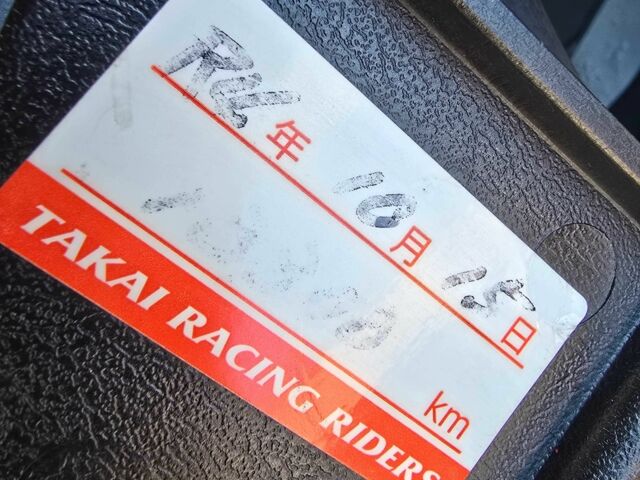 R4年10月15日
km
TAKAI RACING RIDERS